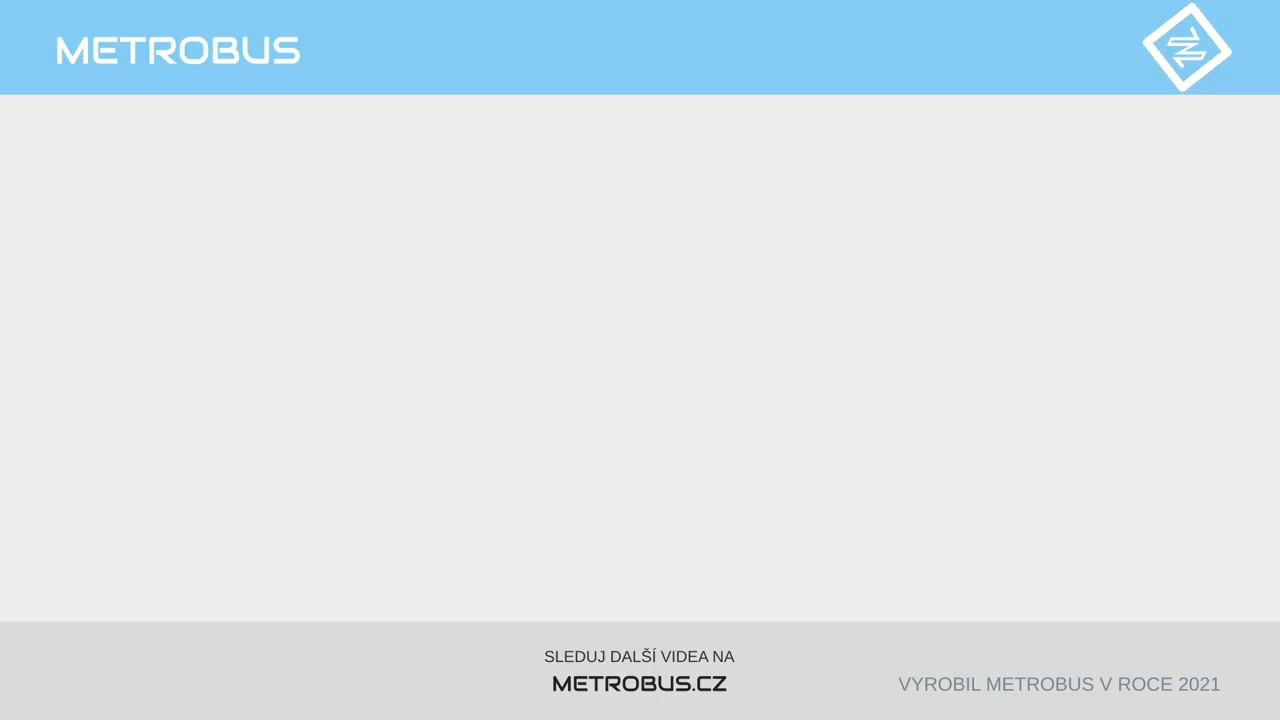 METROBUS
SLEDUJ DALŠÍ VIDEA NA
METROBUS.CZ
VYROBIL METROBUS V ROCE 2021